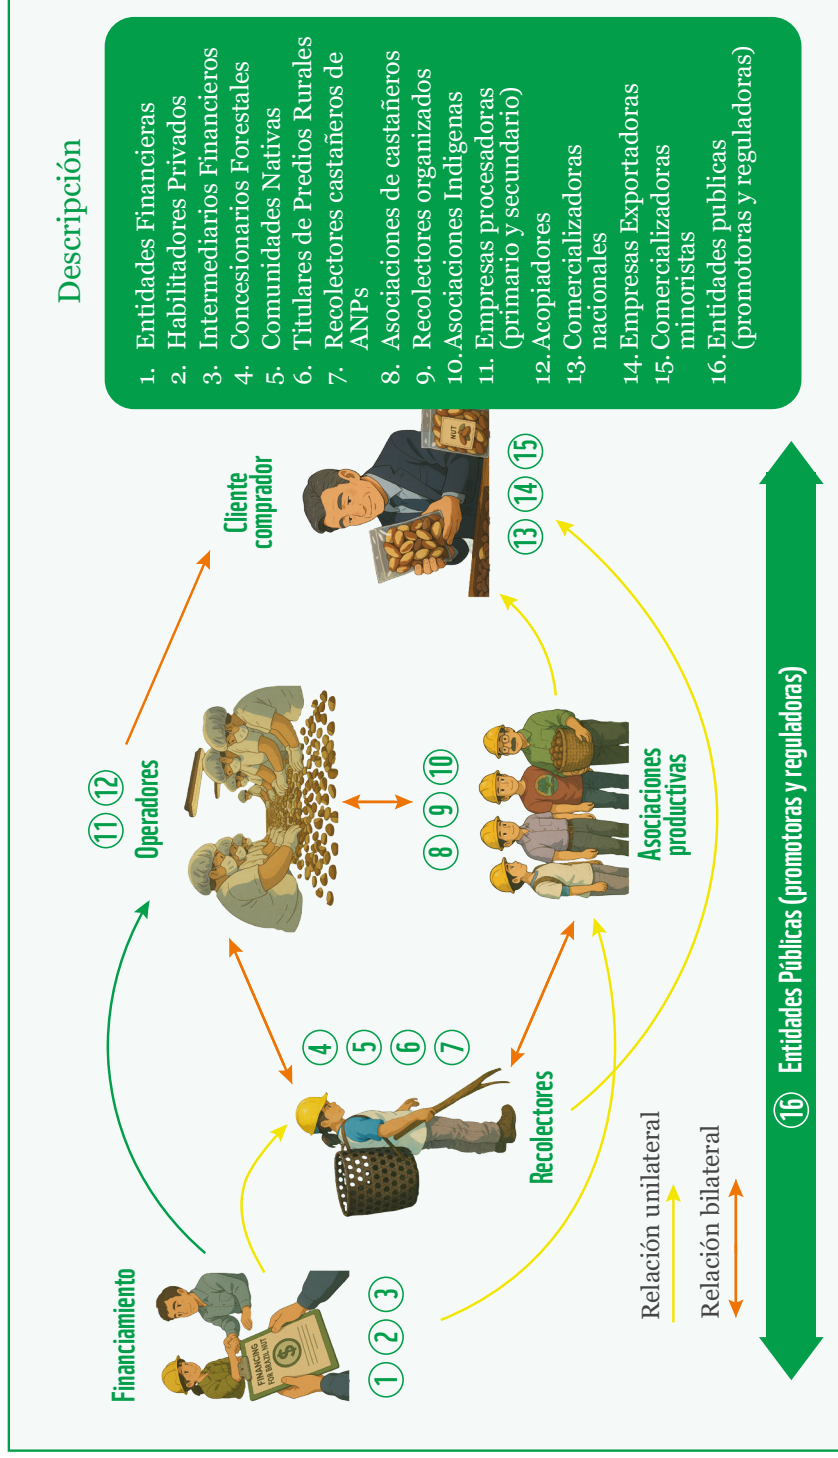 Financiamiento
FINANCING
FOR BRAZIL NUT
$
1 2 3
Recolectores
4
5
6
7
11 12
Operadores
8 9 10
Asociaciones
productivas
Cliente
comprador
NUT
13 14 15
Relación unilateral
Relación bilateral
16 Entidades Públicas (promotoras y reguladoras)
Descripción
1. Entidades Financieras
2. Habilitadores Privados
3. Intermediarios Financieros
4. Concesionarios Forestales
5. Comunidades Nativas
6. Titulares de Predios Rurales
7. Recolectores castañeros de
ANPs
8. Asociaciones de castañeros
9. Recolectores organizados
10. Asociaciones Indigenas
11. Empresas procesadoras
(primario y secundario)
12. Acopiadores
13. Comercializadoras
nacionales
14. Empresas Exportadoras
15. Comercializadoras
minoristas
16. Entidades publicas
(promotoras y reguladoras)